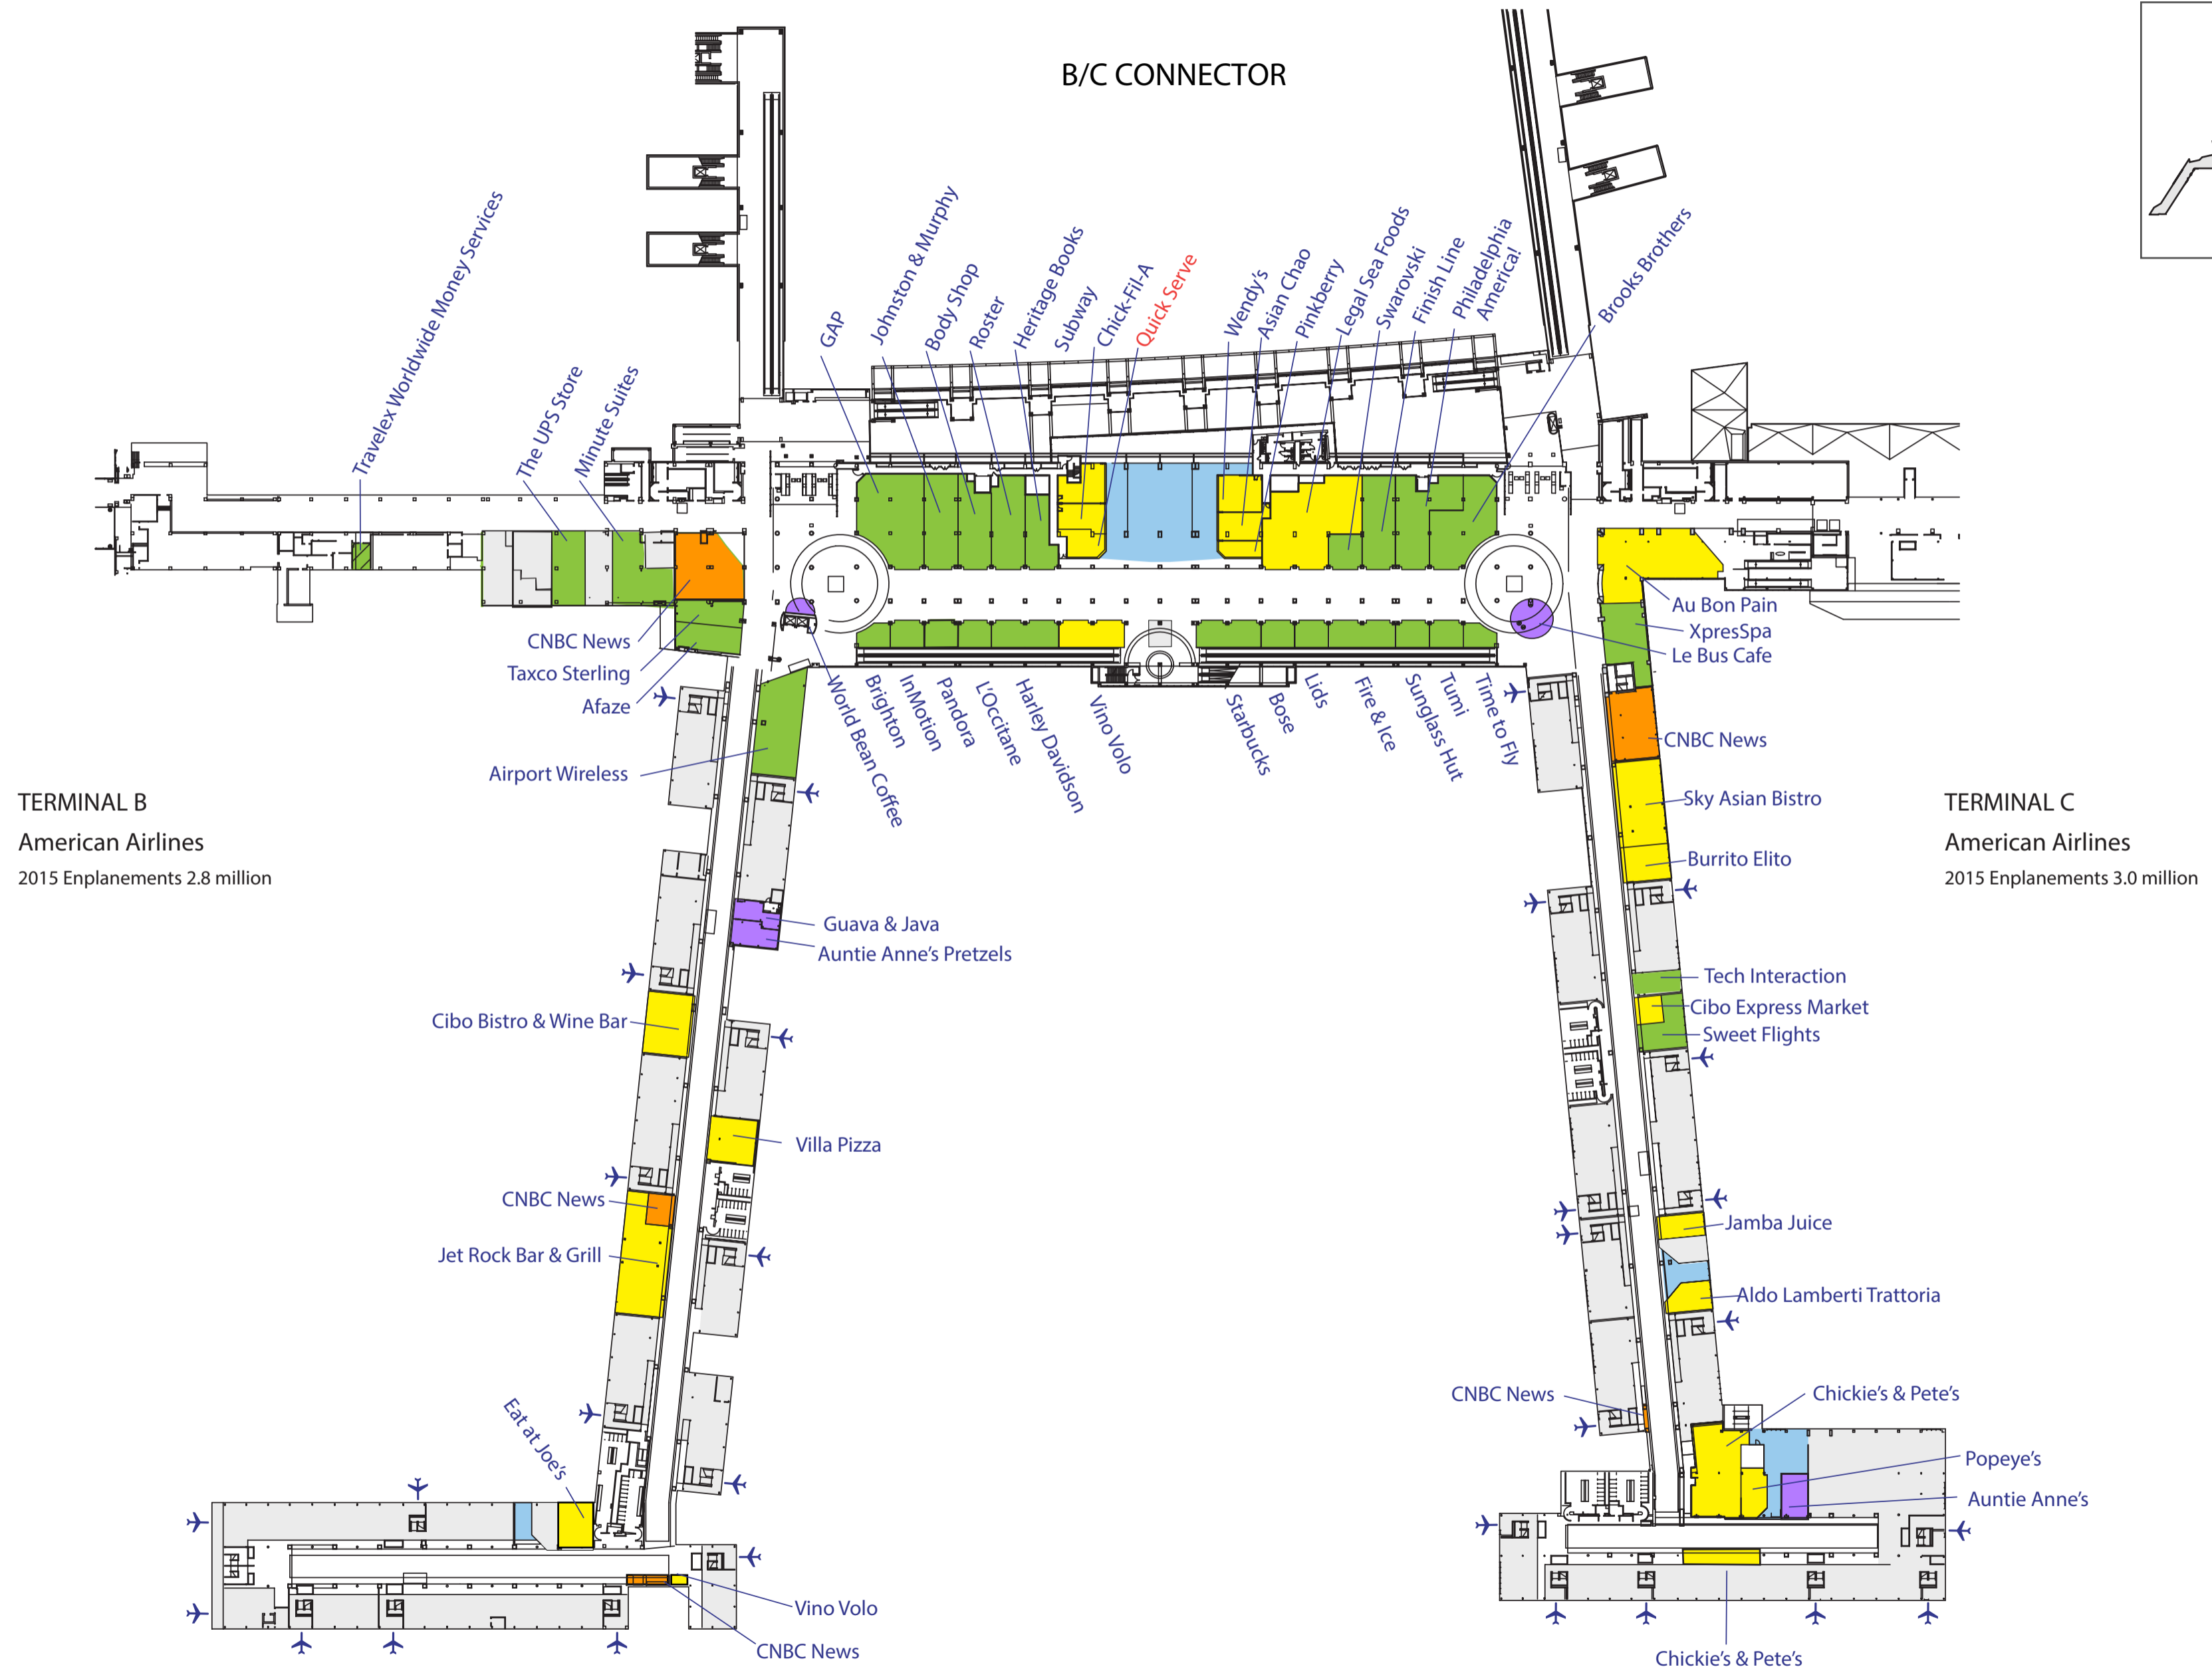 B/C CONNECTOR
Travelex Worldwide Money Services
The UPS Store
Minute Suites
GAP
Johnston & Murphy
Body Shop
Roster
Heritage Books
Subway
Chick-Fil-A
Quick Serve
Wendy's
Asian Chao
Pinkberry
Legal Sea Foods
Swarovski
Finish Line
Philadelphia
America!
Brooks Brothers
CNBC News
Taxco Sterling
Afaze
Airport Wireless
World Bean Coffee
Brighton
InMotion
Pandora
L'Occitane
Harley Davidson
Vino Volo
Starbucks
Bose
Lids
Fire & Ice
Sunglass Hut
Tumi
Time to Fly
Au Bon Pain
XpresSpa
Le Bus Cafe
CNBC News
Sky Asian Bistro
Burrito Elito
TERMINAL B
American Airlines
2015 Enplanements 2.8 million
TERMINAL C
American Airlines
2015 Enplanements 3.0 million
Guava & Java
Auntie Anne's Pretzels
Cibo Bistro & Wine Bar
Villa Pizza
CNBC News
Jet Rock Bar & Grill
Eat at Joe's
Vino Volo
CNBC News
Tech Interaction
Cibo Express Market
Sweet Flights
Jamba Juice
Aldo Lamberti Trattoria
CNBC News
Chickie's & Pete's
Popeye's
Auntie Anne's
Chickie's & Pete's